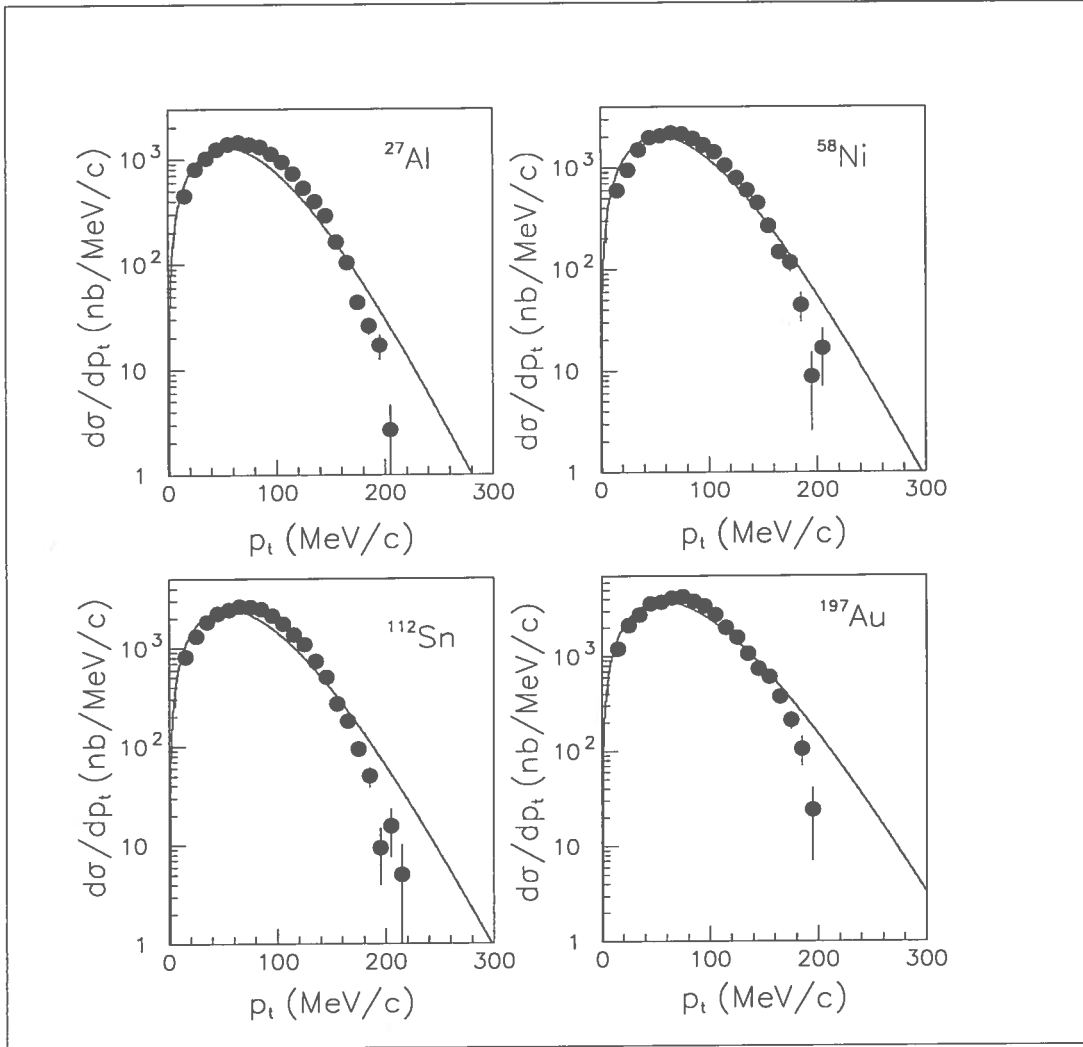 ²⁷Al
10³
10²
10
1
0 100 200 300
dσ/dpₜ (nb/MeV/c)
pₜ (MeV/c)
⁵⁸Ni
10³
10²
10
1
0 100 200 300
dσ/dpₜ (nb/MeV/c)
pₜ (MeV/c)
¹¹²Sn
10³
10²
10
1
0 100 200 300
dσ/dpₜ (nb/MeV/c)
pₜ (MeV/c)
¹⁹⁷Au
10³
10²
10
1
0 100 200 300
dσ/dpₜ (nb/MeV/c)
pₜ (MeV/c)